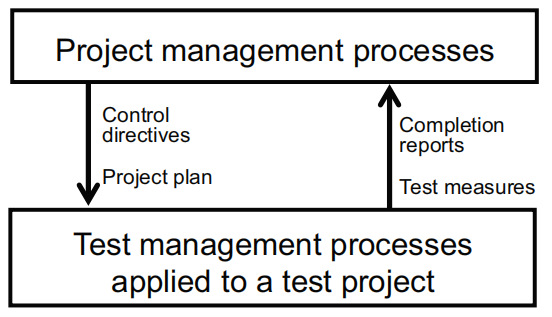 Project management processes
Control
directives
Project plan
Completion
reports
Test measures
Test management processes
applied to a test project